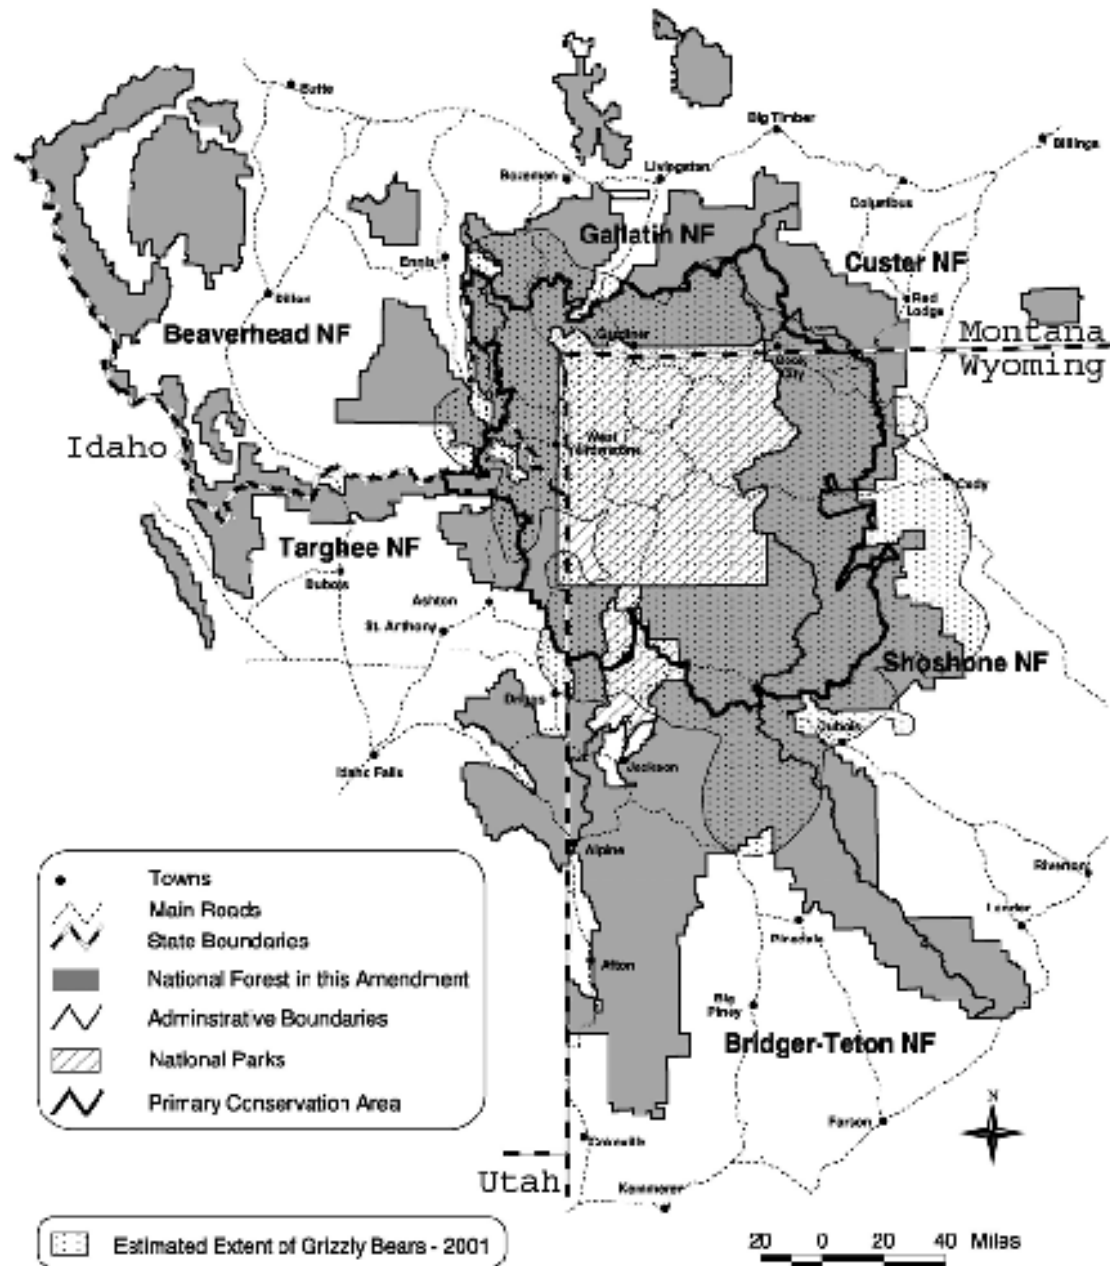 Butte
Big Timber
Billings
Livingston
Bozeman
Columbus
Gallatin NF
Ennis
Custer NF
Dillon
Red
Lodge
Beaverhead NF
Montana
Gardiner
Wyoming
Cook
City
Idaho
West
Yellowstone
Cody
Targhee NF
Dubois
Ashton
St. Anthony
Shoshone NF
Driggs
Dubois
Idaho Falls
Jackson
Alpine
Riverton
Lander
Pinedale
Afton
Big
Piney
Bridger-Teton NF
Farson
N
Cokeville
Utah
Kemmerer
Towns
Main Roads
State Boundaries
National Forest in this Amendment
Adminstrative Boundaries
National Parks
Primary Conservation Area
Estimated Extent of Grizzly Bears - 2001
20 0 20 40 Miles